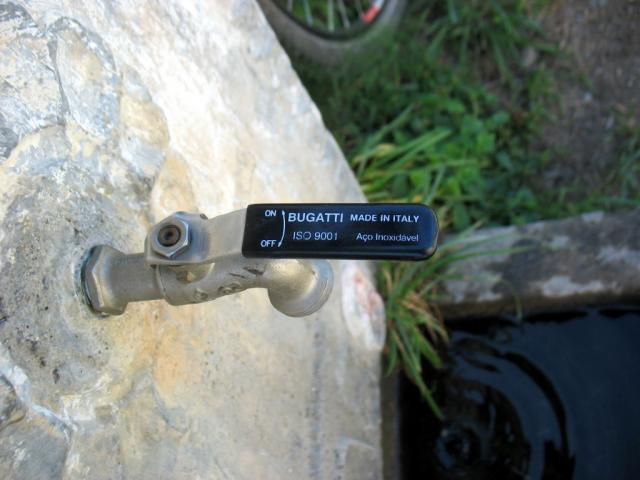 ON
BUGATTI MADE IN ITALY
OFF
ISO 9001 Aço Inoxidável